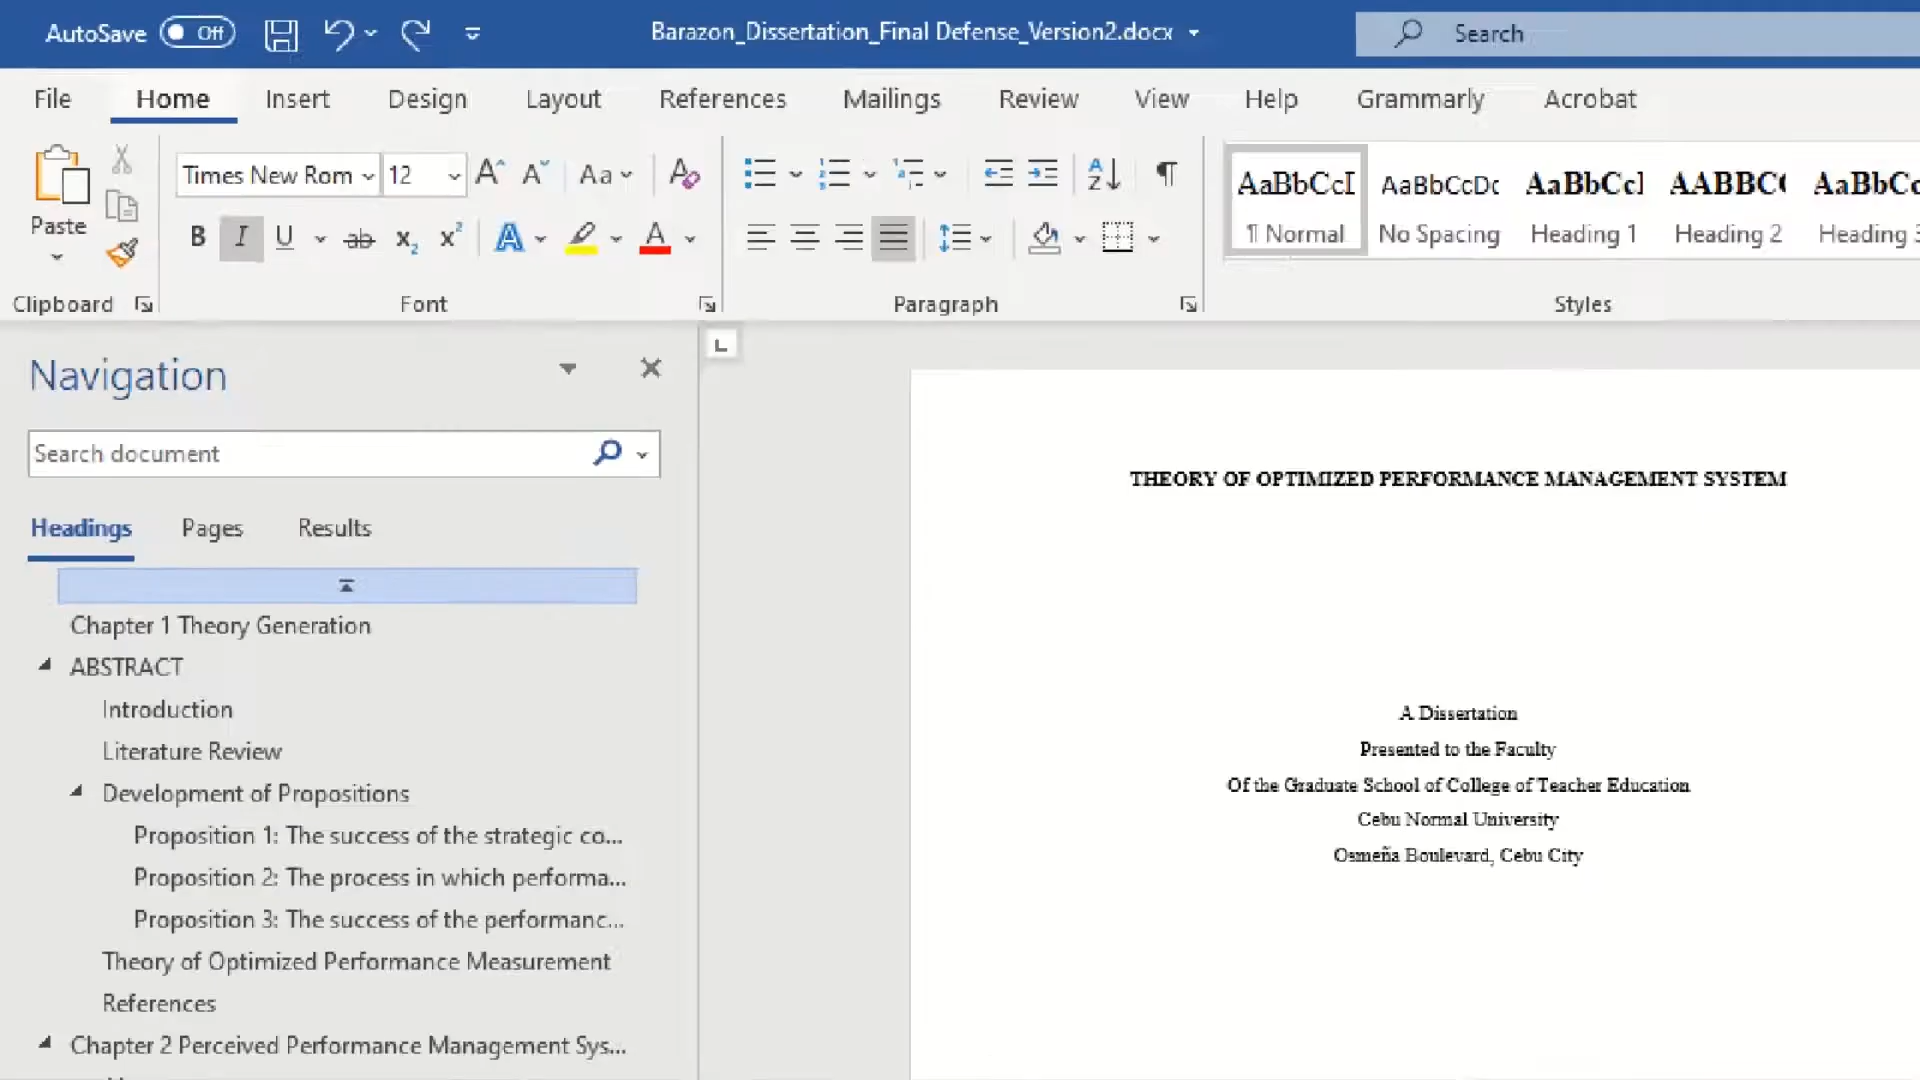 AutoSave Off Barazon_Dissertation_Final Defense_Version2.docx Search
File Home Insert Design Layout References Mailings Review View Help Grammarly Acrobat
Paste
Times New Rom 12
Aa
B I U ab
AaBbCcI AaBbCcDc AaBbCcI AABBC AaBbCc
¶ Normal No Spacing Heading 1 Heading 2 Heading 3
Clipboard Font Paragraph Styles
Navigation
Search document
Headings Pages Results
Chapter 1 Theory Generation
ABSTRACT
Introduction
Literature Review
Development of Propositions
Proposition 1: The success of the strategic co...
Proposition 2: The process in which performa...
Proposition 3: The success of the performanc...
Theory of Optimized Performance Measurement
References
Chapter 2 Perceived Performance Management Sys...
THEORY OF OPTIMIZED PERFORMANCE MANAGEMENT SYSTEM
A Dissertation
Presented to the Faculty
Of the Graduate School of College of Teacher Education
Cebu Normal University
Osmeña Boulevard, Cebu City